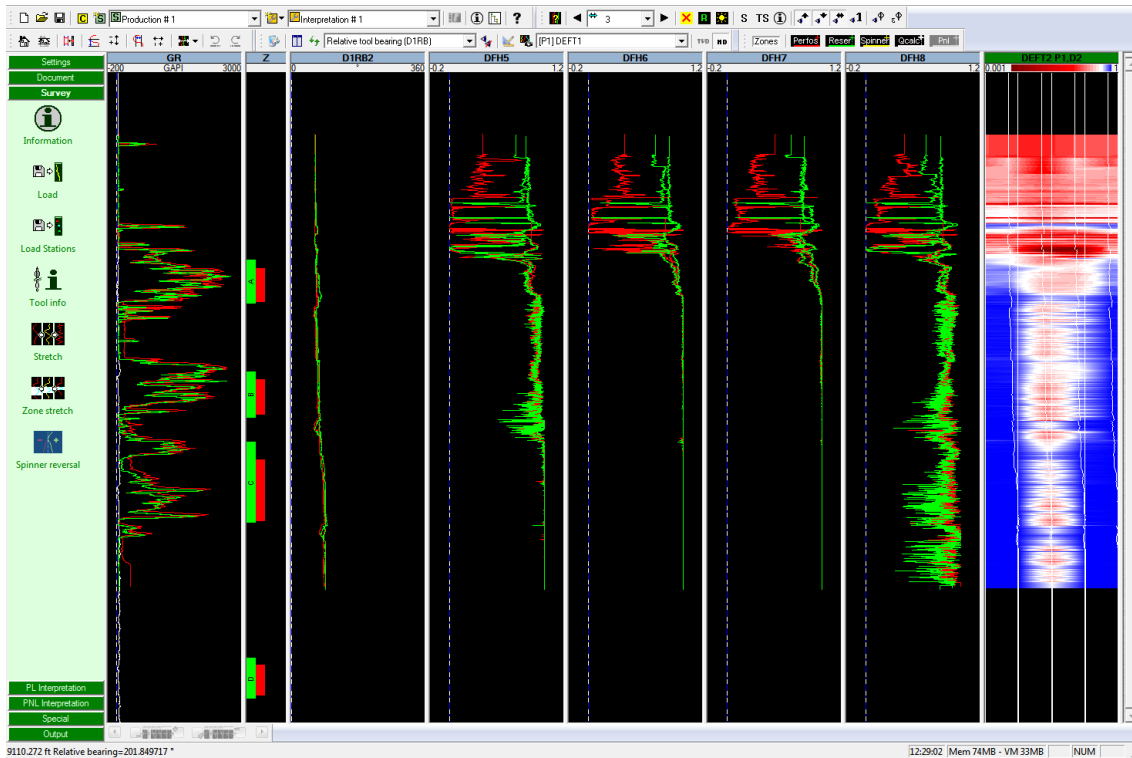 Production # 1 Interpretation # 1 3 S TS
Relative tool bearing (D1RB) [P1] DEFT1 TVD MD Zones Perfos Reser Spinner Qcalc Pnl
Settings
Document
Survey
Information
Load
Load Stations
Tool info
Stretch
Zone stretch
Spinner reversal
PL Interpretation
PNL Interpretation
Special
Output
GR Z D1RB2 DFH5 DFH6 DFH7 DFH8 DEFT2 P1,D2
-200 GAPI 3000 0 ° 360 -0.2 1.2 -0.2 1.2 -0.2 1.2 -0.2 1.2 0.001 1
A
B
C
D
9110.272 ft Relative bearing=201.849717 ° 12:29:02 Mem 74MB - VM 33MB NUM